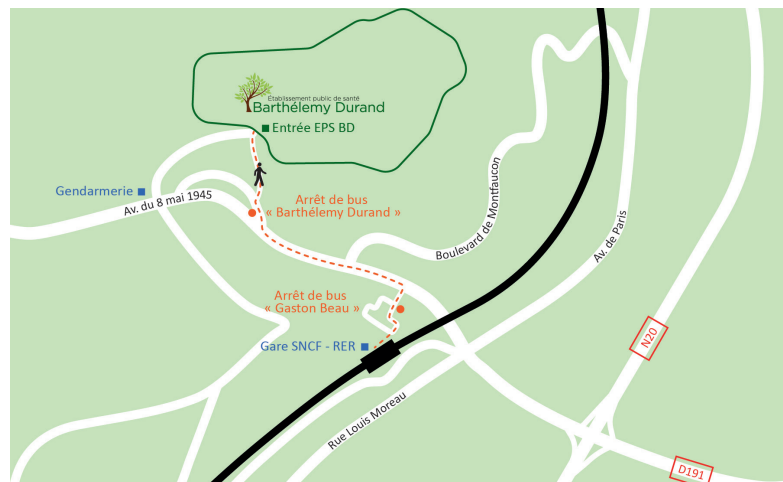 Établissement public de santé
Barthélemy Durand
Entrée EPS BD
Gendarmerie
Av. du 8 mai 1945
Arrêt de bus
« Barthélemy Durand »
Boulevard de Montfaucon
Av. de Paris
Arrêt de bus
« Gaston Beau »
Gare SNCF - RER
N20
Rue Louis Moreau
D191